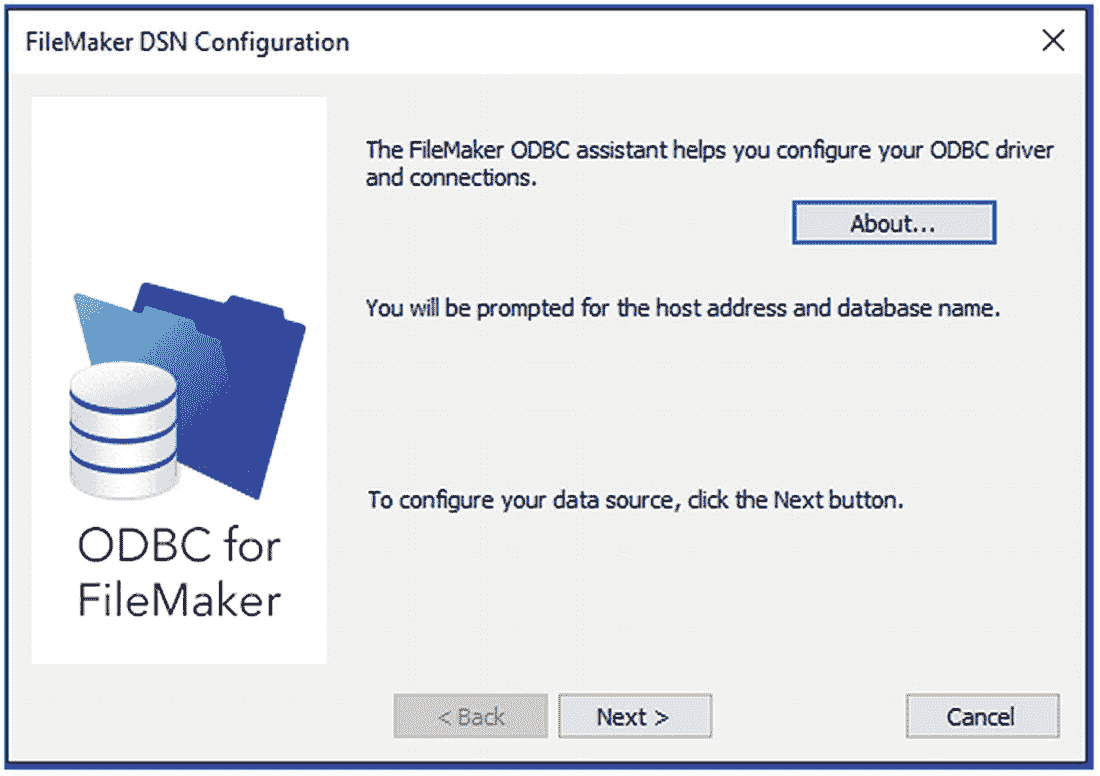 FileMaker DSN Configuration
The FileMaker ODBC assistant helps you configure your ODBC driver
and connections.
About...
You will be prompted for the host address and database name.
To configure your data source, click the Next button.
ODBC for
FileMaker
< Back
Next >
Cancel